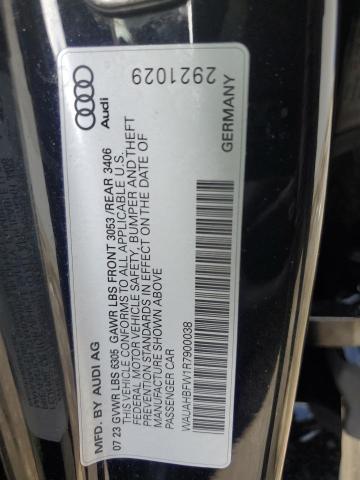 Audi
2921029
GERMANY
MFD. BY AUDI AG
07 23 GVWR LBS 6305 GAWR LBS FRONT 3053 /REAR 3406
THIS VEHICLE CONFORMS TO ALL APPLICABLE U.S.
FEDERAL MOTOR VEHICLE SAFETY, BUMPER AND THEFT
PREVENTION STANDARDS IN EFFECT ON THE DATE OF
MANUFACTURE SHOWN ABOVE
PASSENGER CAR
WAUAHBFW1R7900038